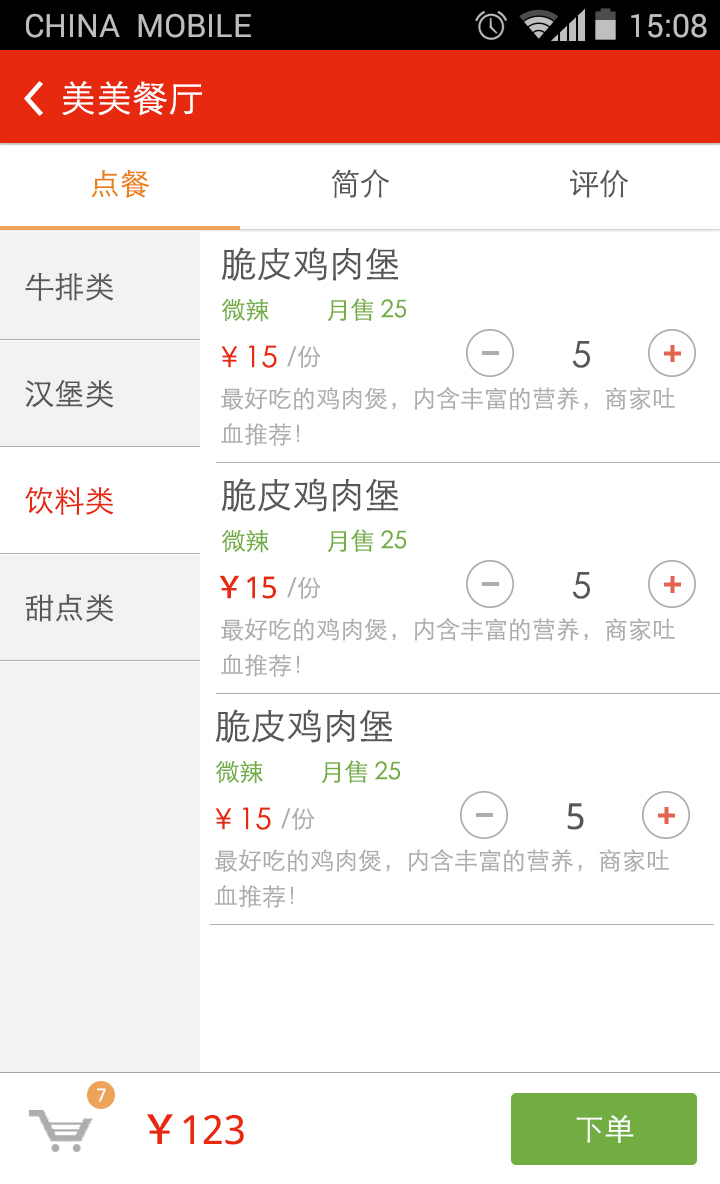 CHINA MOBILE 15:08
美美餐厅
点餐 简介 评价
牛排类
汉堡类
饮料类
甜点类
脆皮鸡肉堡
微辣 月售 25
¥ 15 /份 5
最好吃的鸡肉煲，内含丰富的营养，商家吐
血推荐！
脆皮鸡肉堡
微辣 月售 25
¥ 15 /份 5
最好吃的鸡肉煲，内含丰富的营养，商家吐
血推荐！
脆皮鸡肉堡
微辣 月售 25
¥ 15 /份 5
最好吃的鸡肉煲，内含丰富的营养，商家吐
血推荐！
7
¥ 123 下单